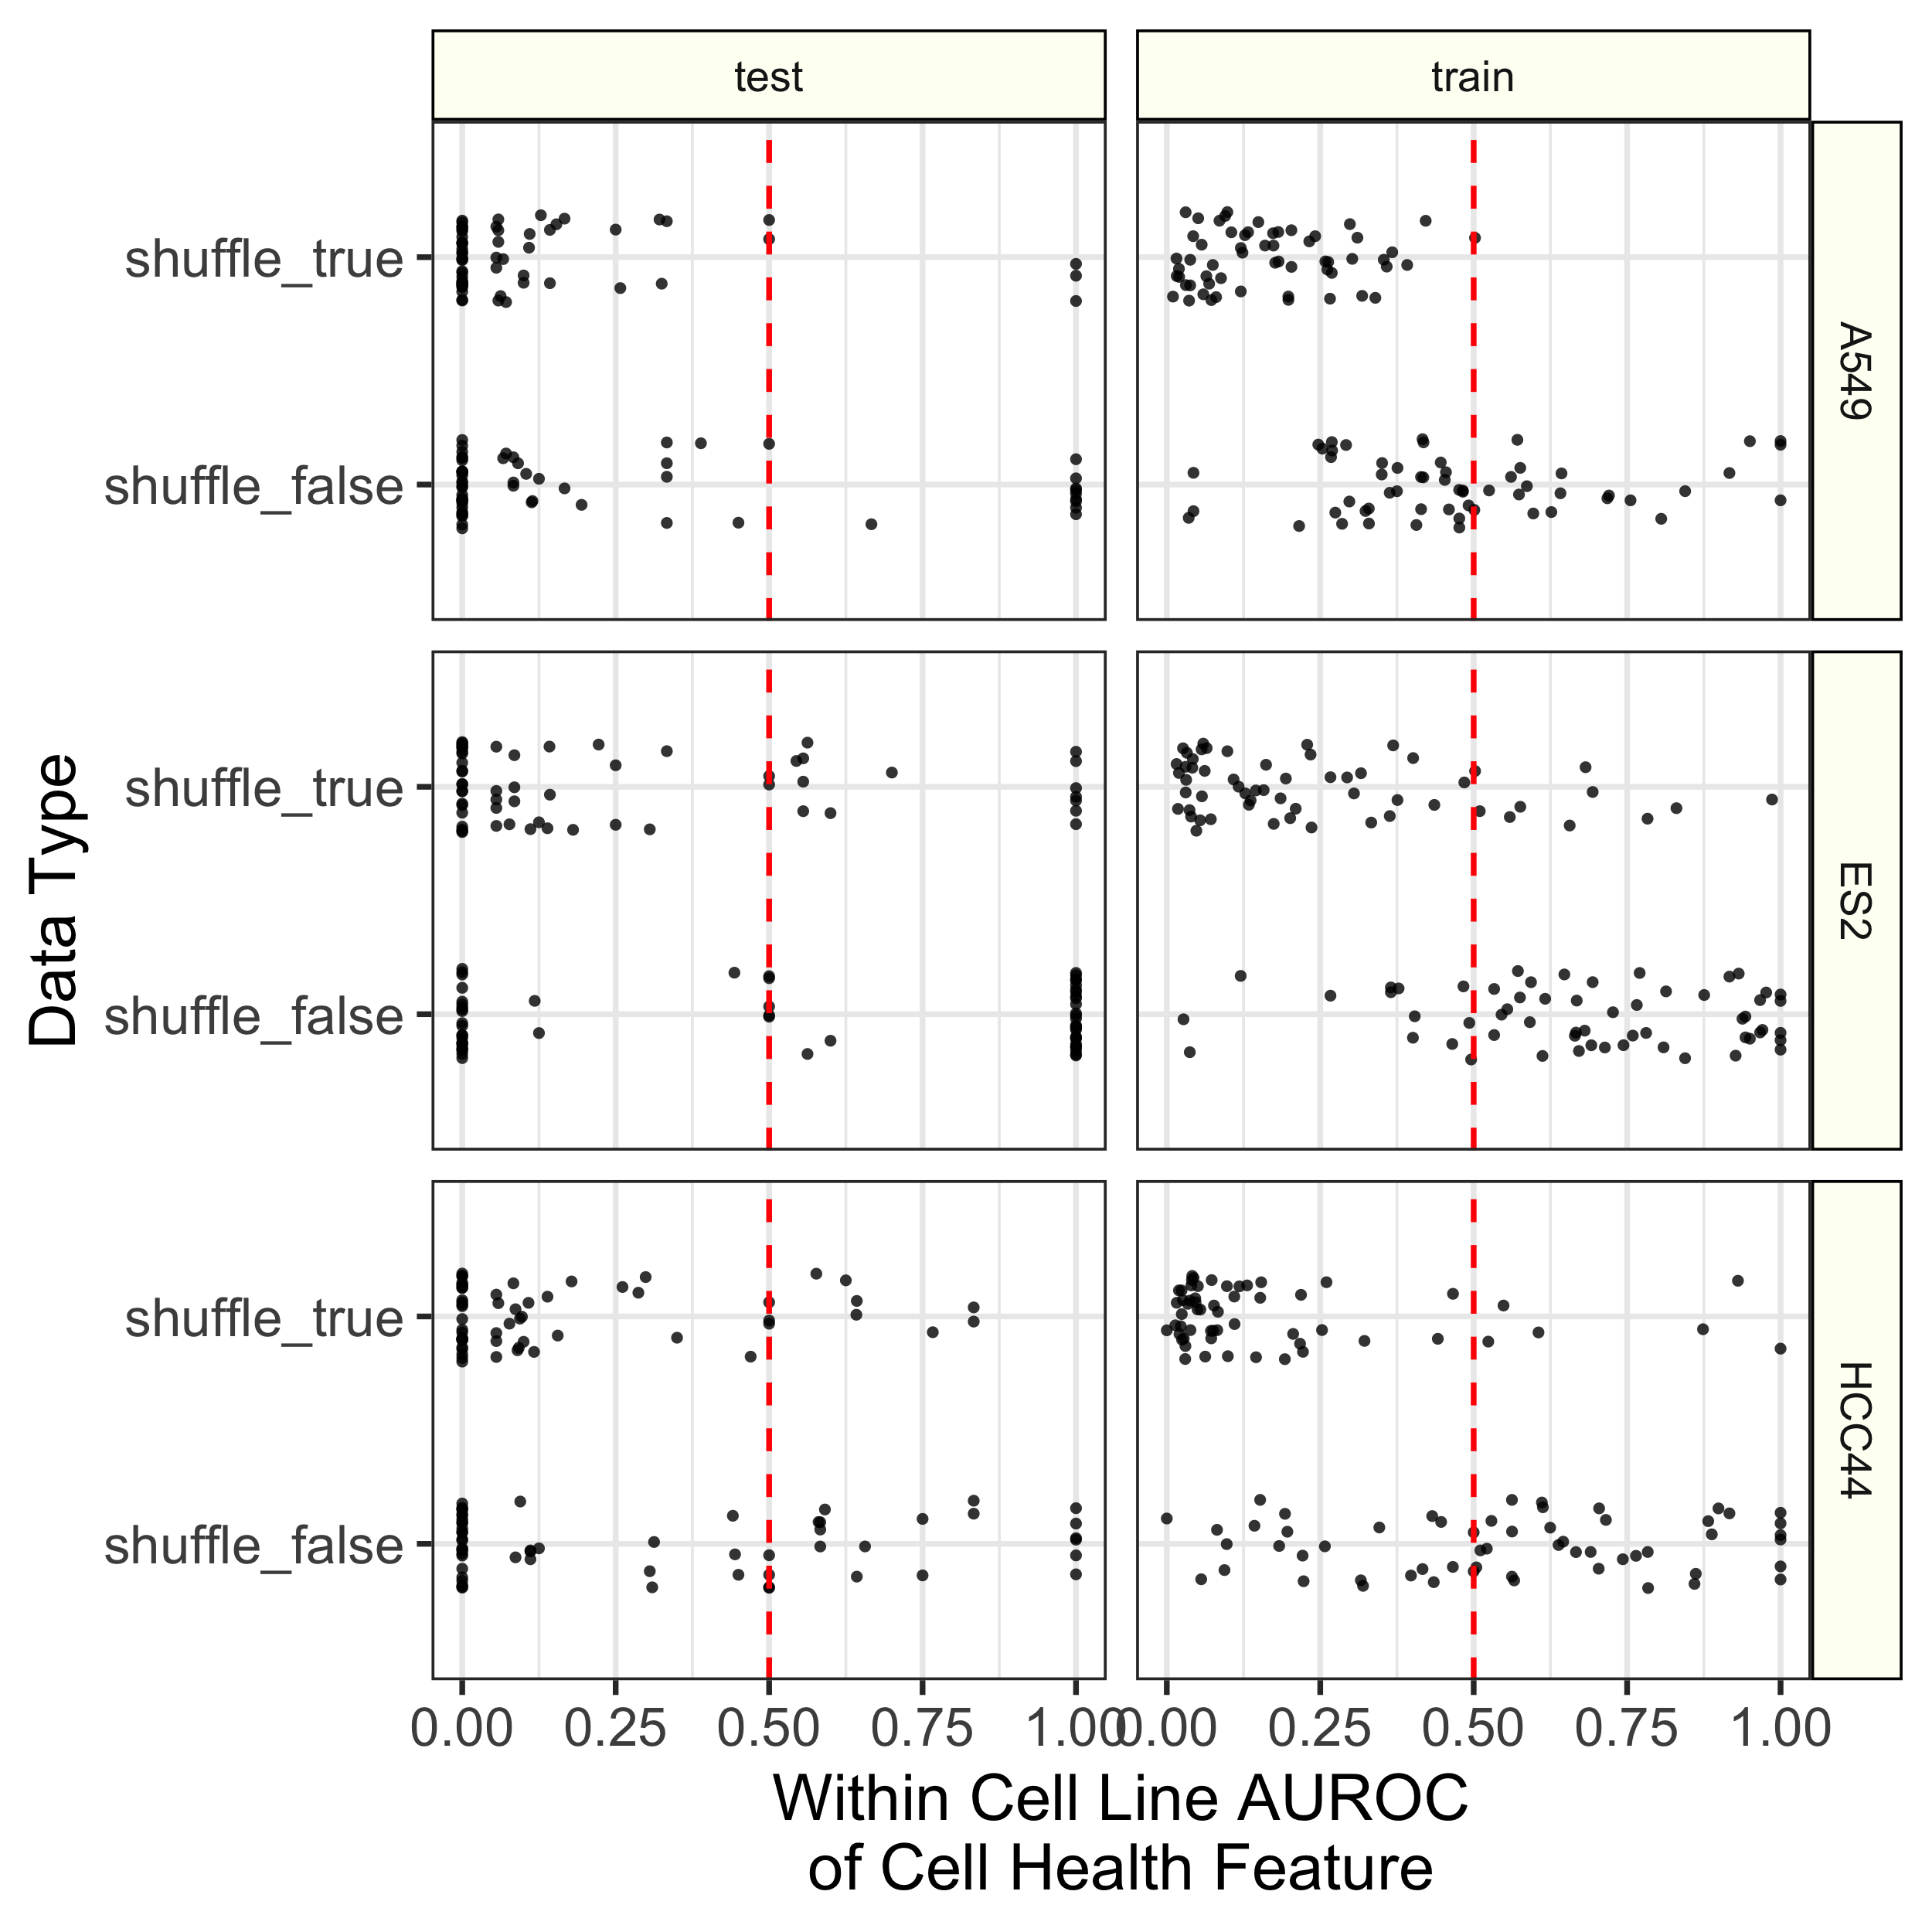 test
train
shuffle_true
shuffle_false
A549
shuffle_true
shuffle_false
ES2
shuffle_true
shuffle_false
HCC44
Data Type
0.00 0.25 0.50 0.75 1.00 0.00 0.25 0.50 0.75 1.00
Within Cell Line AUROC
of Cell Health Feature